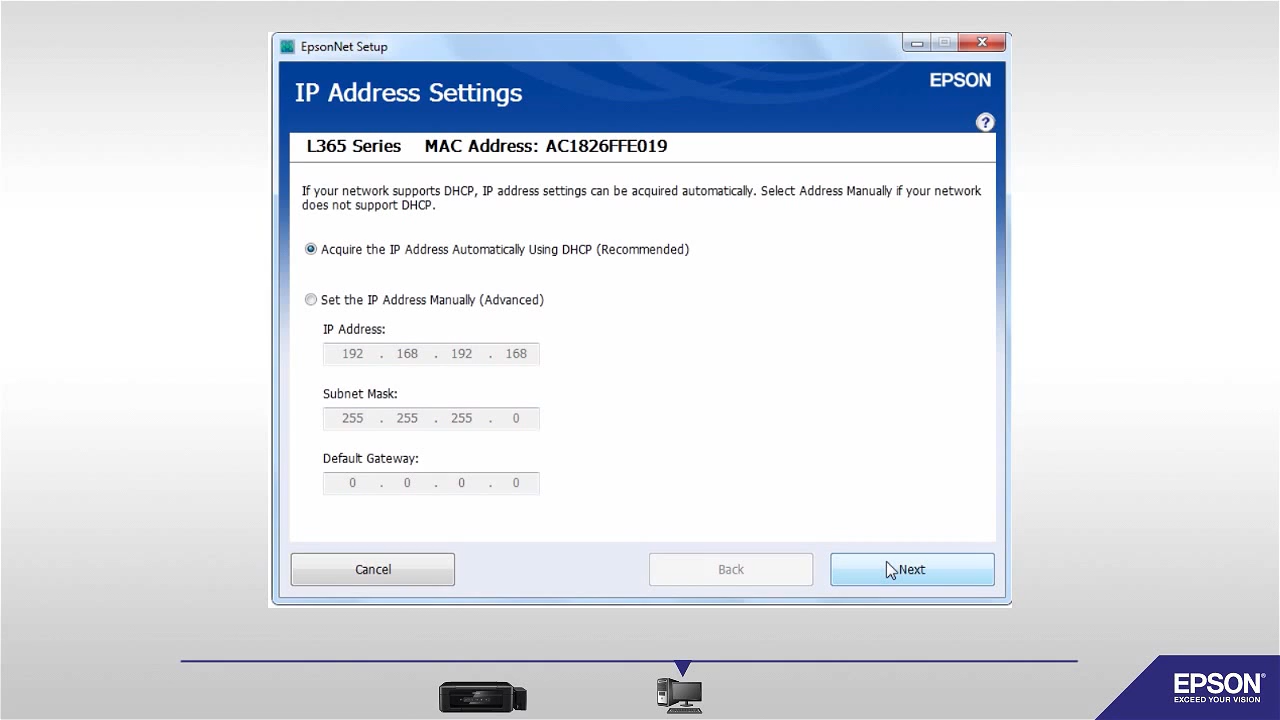 EpsonNet Setup
IP Address Settings
EPSON
?
L365 Series MAC Address: AC1826FFE019
If your network supports DHCP, IP address settings can be acquired automatically. Select Address Manually if your network
does not support DHCP.
Acquire the IP Address Automatically Using DHCP (Recommended)
Set the IP Address Manually (Advanced)
IP Address:
192 . 168 . 192 . 168
Subnet Mask:
255 . 255 . 255 . 0
Default Gateway:
0 . 0 . 0 . 0
Cancel Back Next
EPSON®
EXCEED YOUR VISION